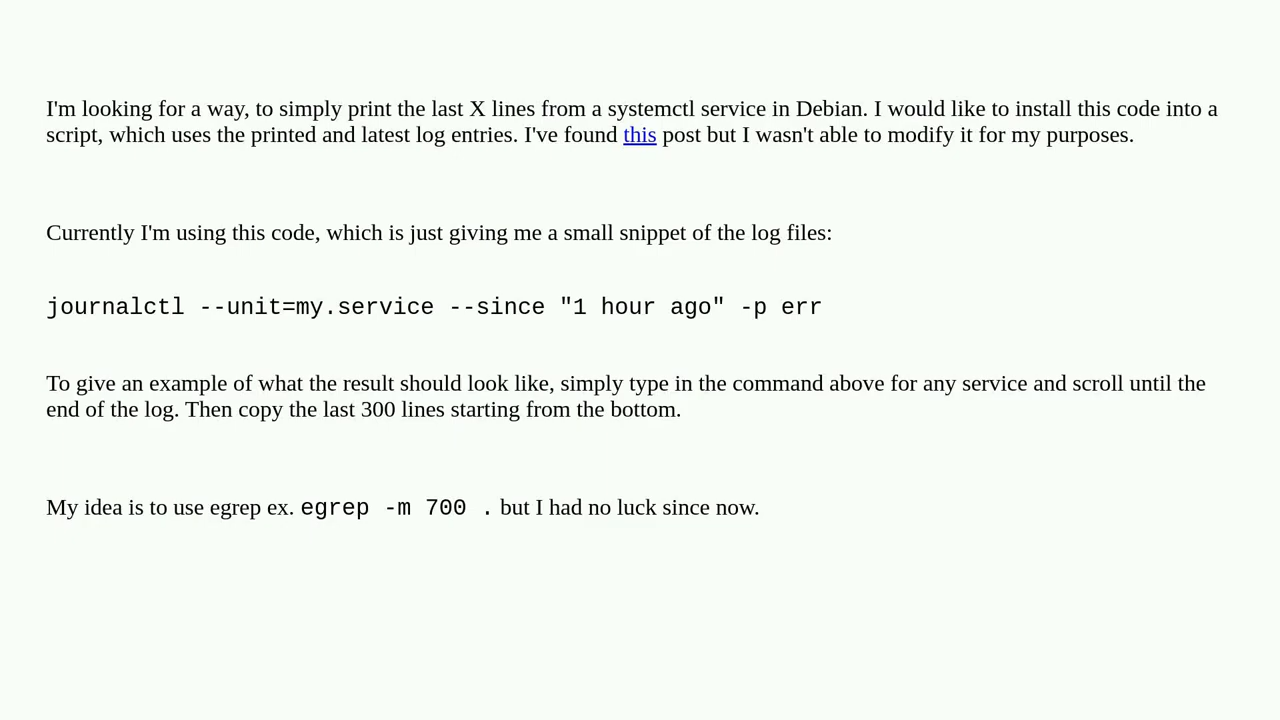 I'm looking for a way, to simply print the last X lines from a systemctl service in Debian. I would like to install this code into a
script, which uses the printed and latest log entries. I've found this post but I wasn't able to modify it for my purposes.
Currently I'm using this code, which is just giving me a small snippet of the log files:
journalctl --unit=my.service --since "1 hour ago" -p err
To give an example of what the result should look like, simply type in the command above for any service and scroll until the
end of the log. Then copy the last 300 lines starting from the bottom.
My idea is to use egrep ex. egrep -m 700 . but I had no luck since now.